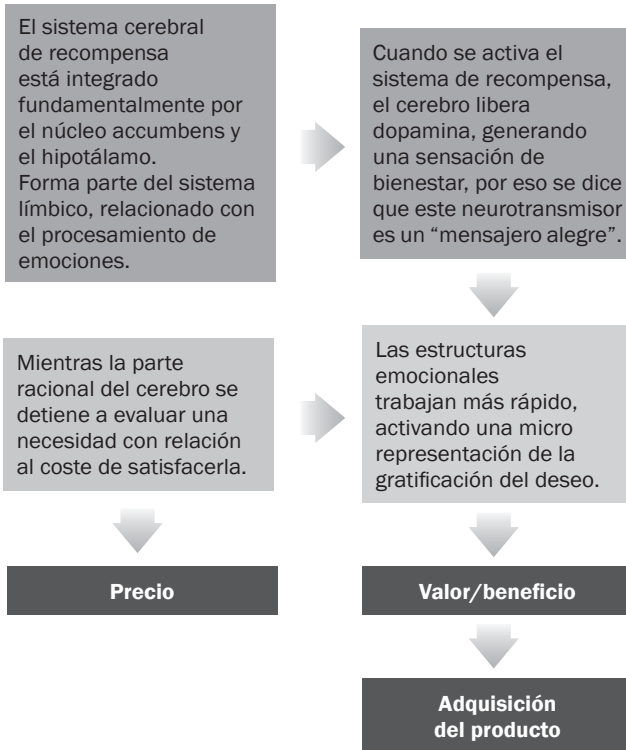 El sistema cerebral
de recompensa
está integrado
fundamentalmente por
el núcleo accumbens y
el hipotálamo.
Forma parte del sistema
límbico, relacionado con
el procesamiento de
emociones.
Cuando se activa el
sistema de recompensa,
el cerebro libera
dopamina, generando
una sensación de
bienestar, por eso se dice
que este neurotransmisor
es un “mensajero alegre”.
Mientras la parte
racional del cerebro se
detiene a evaluar una
necesidad con relación
al coste de satisfacerla.
Las estructuras
emocionales
trabajan más rápido,
activando una micro
representación de la
gratificación del deseo.
Precio
Valor/beneficio
Adquisición
del producto